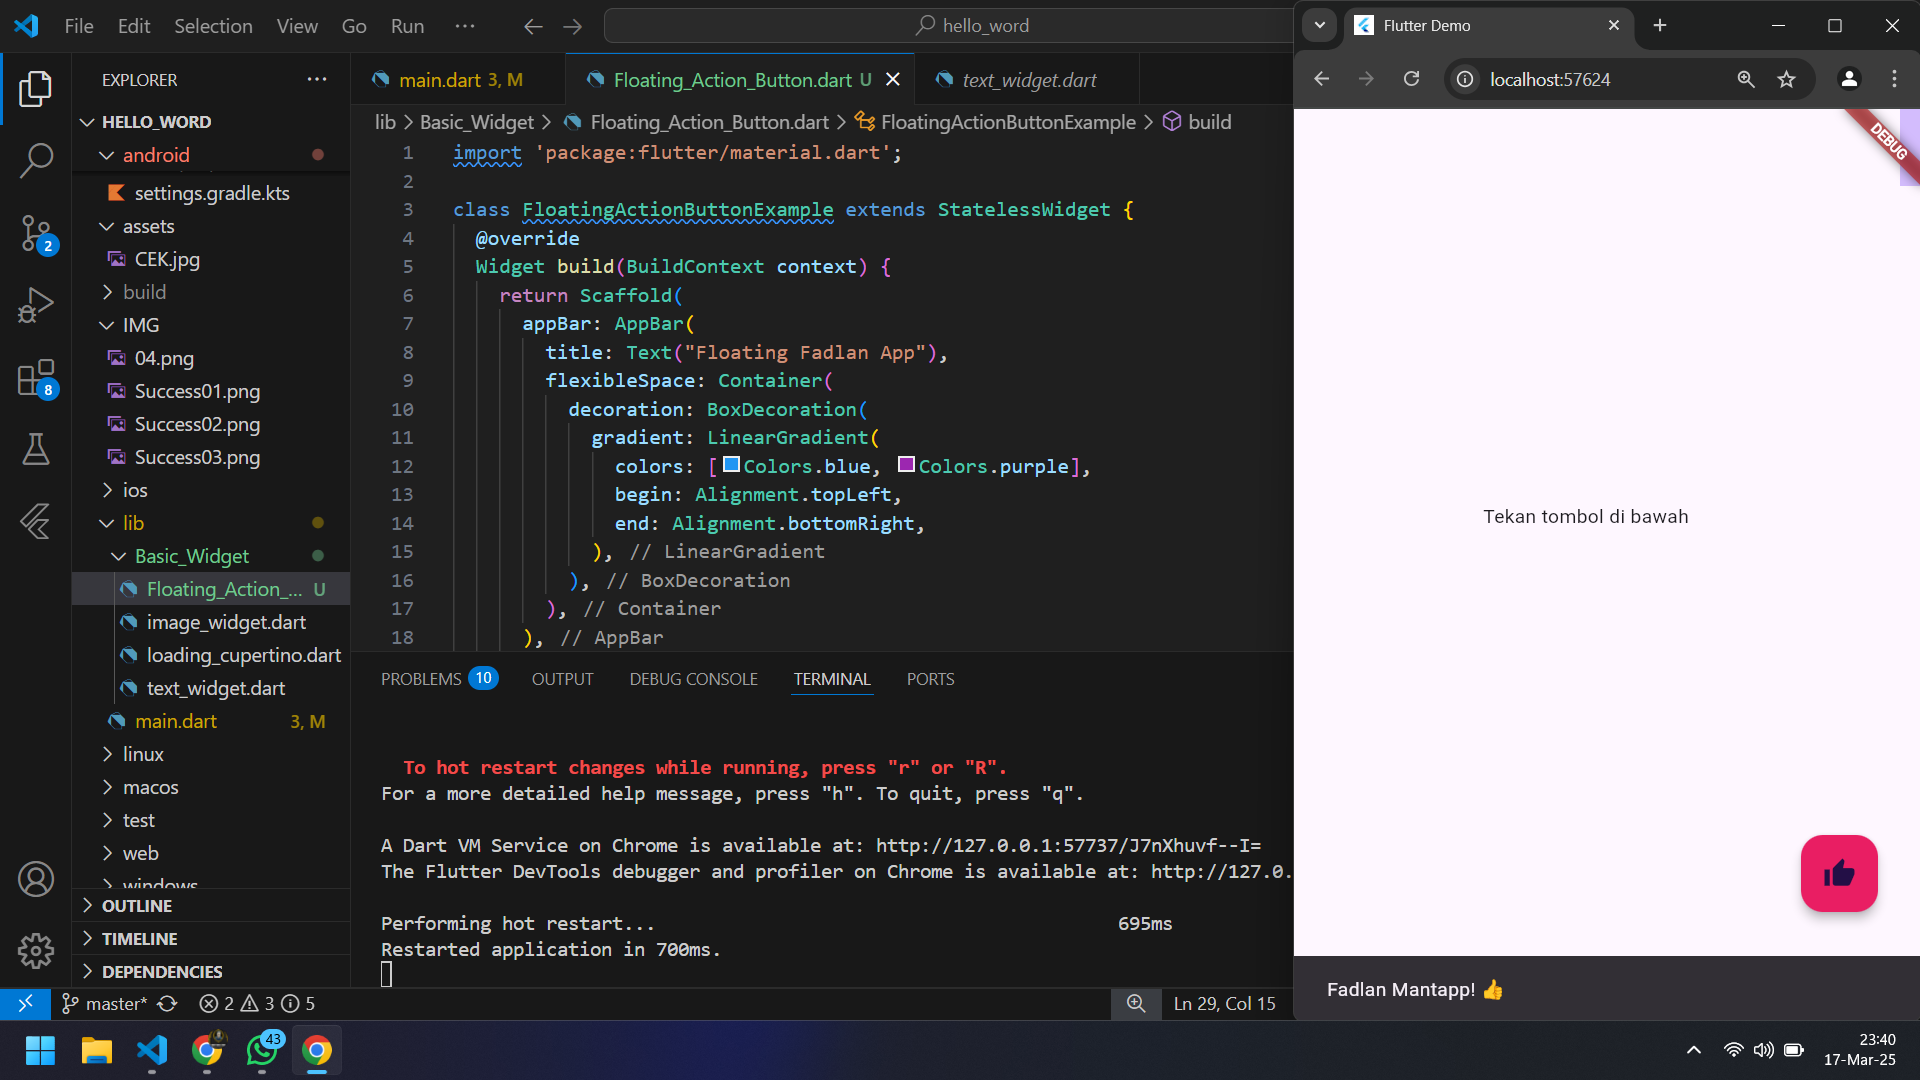 File Edit Selection View Go Run ···
hello_word
EXPLORER
HELLO_WORD
android
settings.gradle.kts
assets
CEK.jpg
build
IMG
04.png
Success01.png
Success02.png
Success03.png
ios
lib
Basic_Widget
Floating_Action_... U
image_widget.dart
loading_cupertino.dart
text_widget.dart
main.dart 3, M
linux
macos
test
web
windows
OUTLINE
TIMELINE
DEPENDENCIES
2
8
main.dart 3, M
Floating_Action_Button.dart U
text_widget.dart
lib > Basic_Widget > Floating_Action_Button.dart > FloatingActionButtonExample > build
1 import 'package:flutter/material.dart';
2
3 class FloatingActionButtonExample extends StatelessWidget {
4 @override
5 Widget build(BuildContext context) {
6 return Scaffold(
7 appBar: AppBar(
8 title: Text("Floating Fadlan App"),
9 flexibleSpace: Container(
10 decoration: BoxDecoration(
11 gradient: LinearGradient(
12 colors: [Colors.blue, Colors.purple],
13 begin: Alignment.topLeft,
14 end: Alignment.bottomRight,
15 ), // LinearGradient
16 ), // BoxDecoration
17 ), // Container
18 ), // AppBar
PROBLEMS 10 OUTPUT DEBUG CONSOLE TERMINAL PORTS
To hot restart changes while running, press "r" or "R".
For a more detailed help message, press "h". To quit, press "q".
A Dart VM Service on Chrome is available at: http://127.0.0.1:57737/J7nXhuvf--I=
The Flutter DevTools debugger and profiler on Chrome is available at: http://127.0.
Performing hot restart... 695ms
Restarted application in 700ms.
master* 2 3 5
Ln 29, Col 15
Flutter Demo
localhost:57624
DEBUG
Tekan tombol di bawah
Fadlan Mantapp! 👍
43
23:40
17-Mar-25